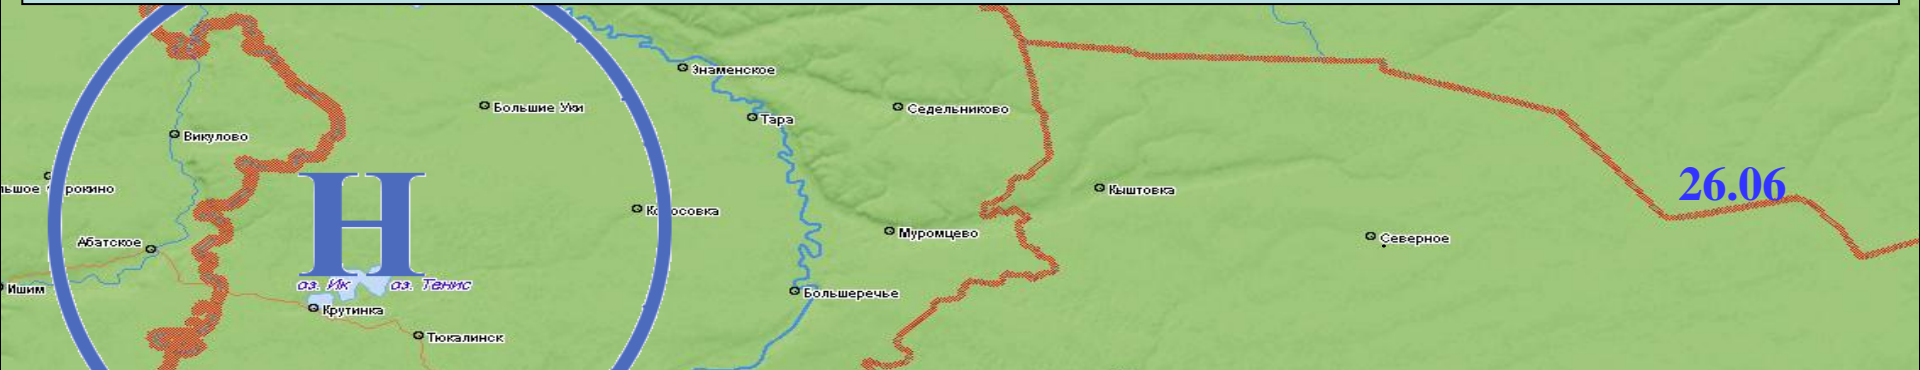 Знаменское
Большие Уки
Седельниково
Тара
Викулово
26.06
Кыштовка
Н
Муромцево
Северное
Абатское
оз. Ик
оз. Тенис
Ишим
Большеречье
Крутинка
Тюкалинск